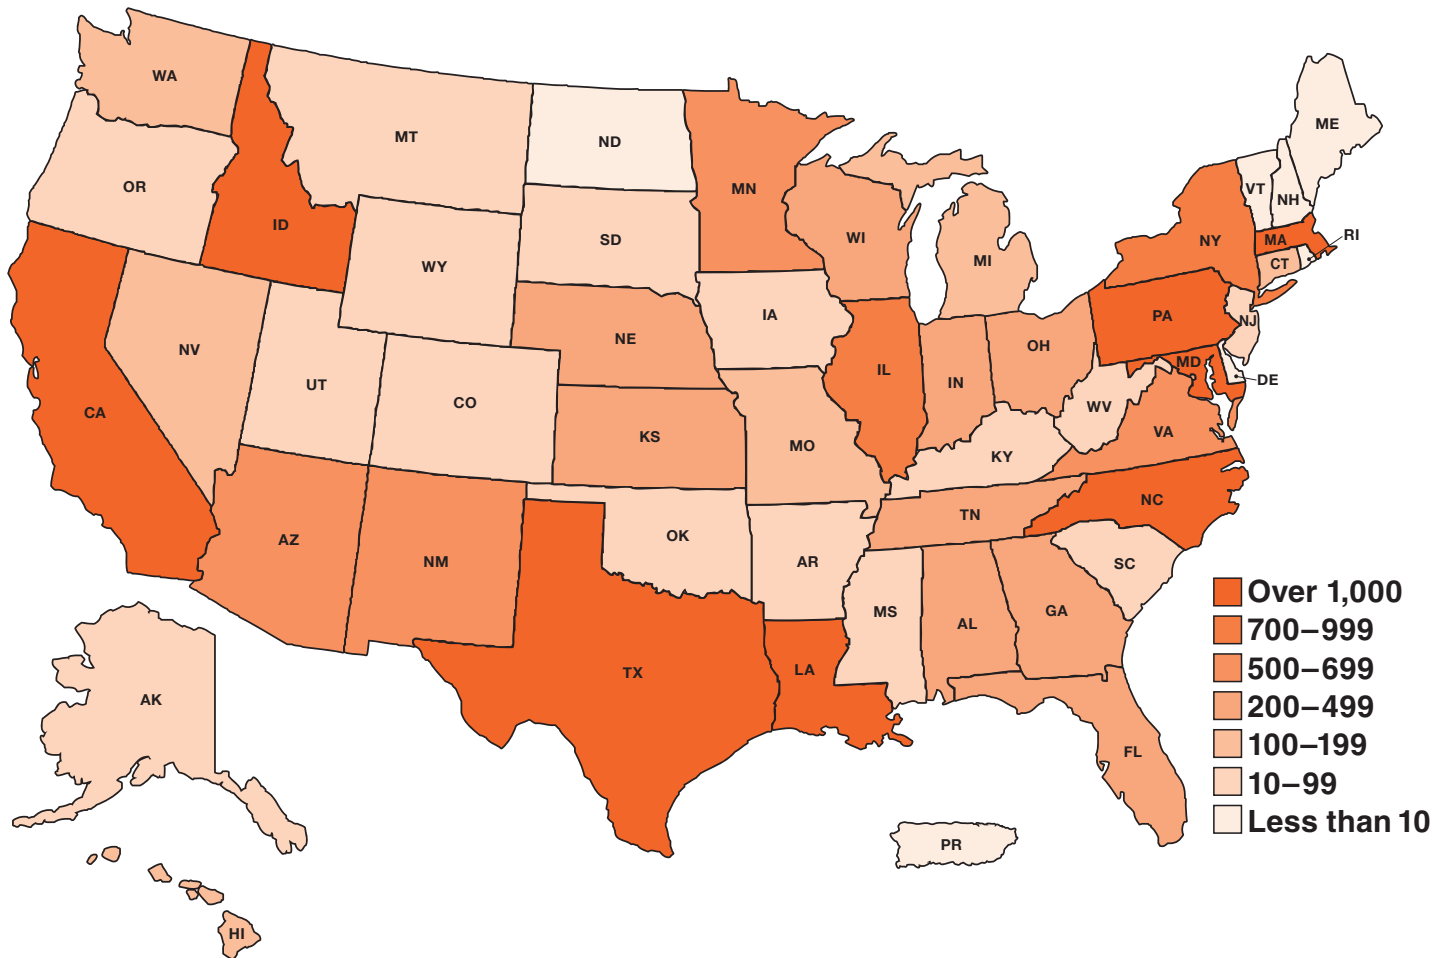 WA
MT
ND
ME
OR
ID
MN
VT
NH
WI
NY
MA
RI
SD
WY
MI
CT
IA
PA
NJ
NV
NE
OH
UT
IL
IN
MD
DE
CO
CA
KS
MO
WV
VA
KY
NC
AZ
NM
OK
TN
AR
SC
MS
AL
GA
TX
LA
AK
FL
PR
HI
Over 1,000
700–999
500–699
200–499
100–199
10–99
Less than 10